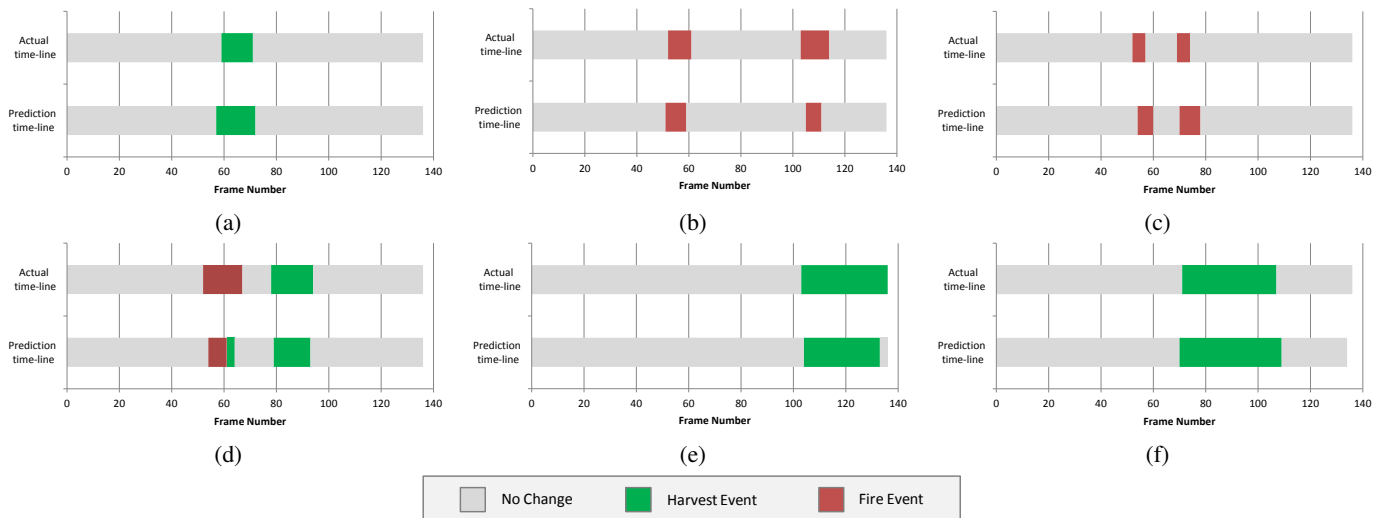 Actual
time-line
Prediction
time-line
0 20 40 60 80 100 120 140
Frame Number
(a)
Actual
time-line
Prediction
time-line
0 20 40 60 80 100 120 140
Frame Number
(b)
Actual
time-line
Prediction
time-line
0 20 40 60 80 100 120 140
Frame Number
(c)
Actual
time-line
Prediction
time-line
0 20 40 60 80 100 120 140
Frame Number
(d)
Actual
time-line
Prediction
time-line
0 20 40 60 80 100 120 140
Frame Number
(e)
Actual
time-line
Prediction
time-line
0 20 40 60 80 100 120 140
Frame Number
(f)
No Change Harvest Event Fire Event